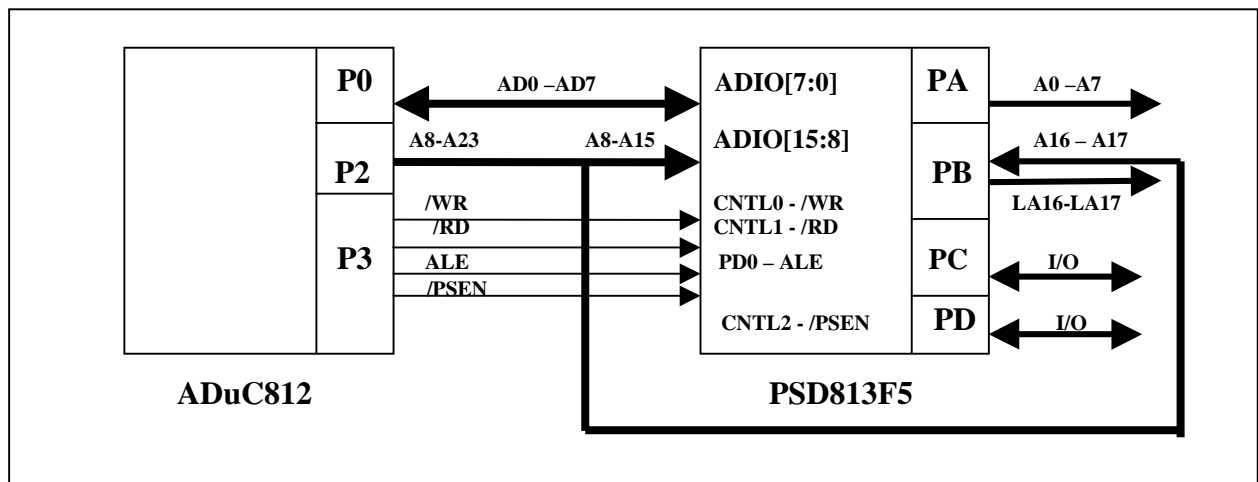 P0
AD0 –AD7
ADIO[7:0]
PA
A0 –A7
A8-A23
A8-A15
ADIO[15:8]
A16 – A17
P2
PB
LA16-LA17
/WR
CNTL0 - /WR
/RD
CNTL1 - /RD
P3
ALE
PD0 – ALE
PC
I/O
/PSEN
CNTL2 - /PSEN
PD
I/O
ADuC812
PSD813F5